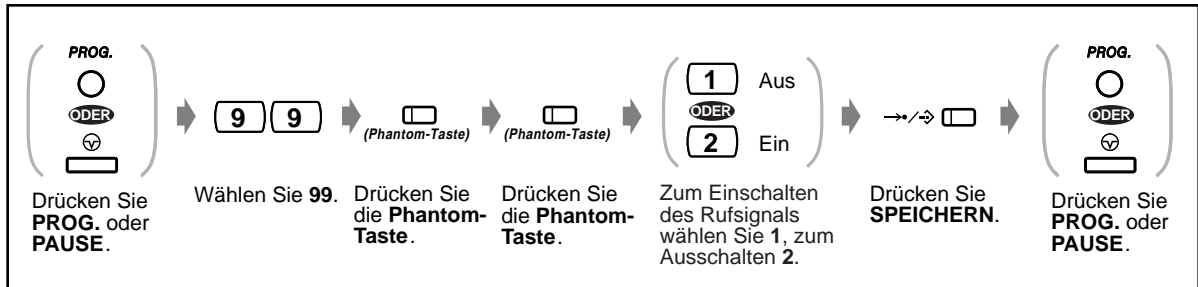 PROG.
ODER
Drücken Sie
PROG. oder
PAUSE.
9 9
Wählen Sie 99.
(Phantom-Taste)
Drücken Sie
die Phantom-
Taste.
(Phantom-Taste)
Drücken Sie
die Phantom-
Taste.
1 Aus
ODER
2 Ein
Zum Einschalten
des Rufsignals
wählen Sie 1, zum
Ausschalten 2.
Drücken Sie
SPEICHERN.
PROG.
ODER
Drücken Sie
PROG. oder
PAUSE.